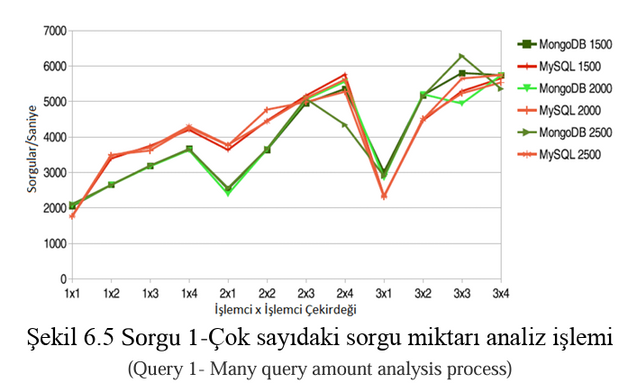 7000
6000
5000
4000
3000
2000
1000
0
Sorgular/Saniye
1x1 1x2 1x3 1x4 2x1 2x2 2x3 2x4 3x1 3x2 3x3 3x4
İşlemci x İşlemci Çekirdeği
MongoDB 1500
MySQL 1500
MongoDB 2000
MySQL 2000
MongoDB 2500
MySQL 2500
Şekil 6.5 Sorgu 1-Çok sayıdaki sorgu miktarı analiz işlemi
(Query 1- Many query amount analysis process)